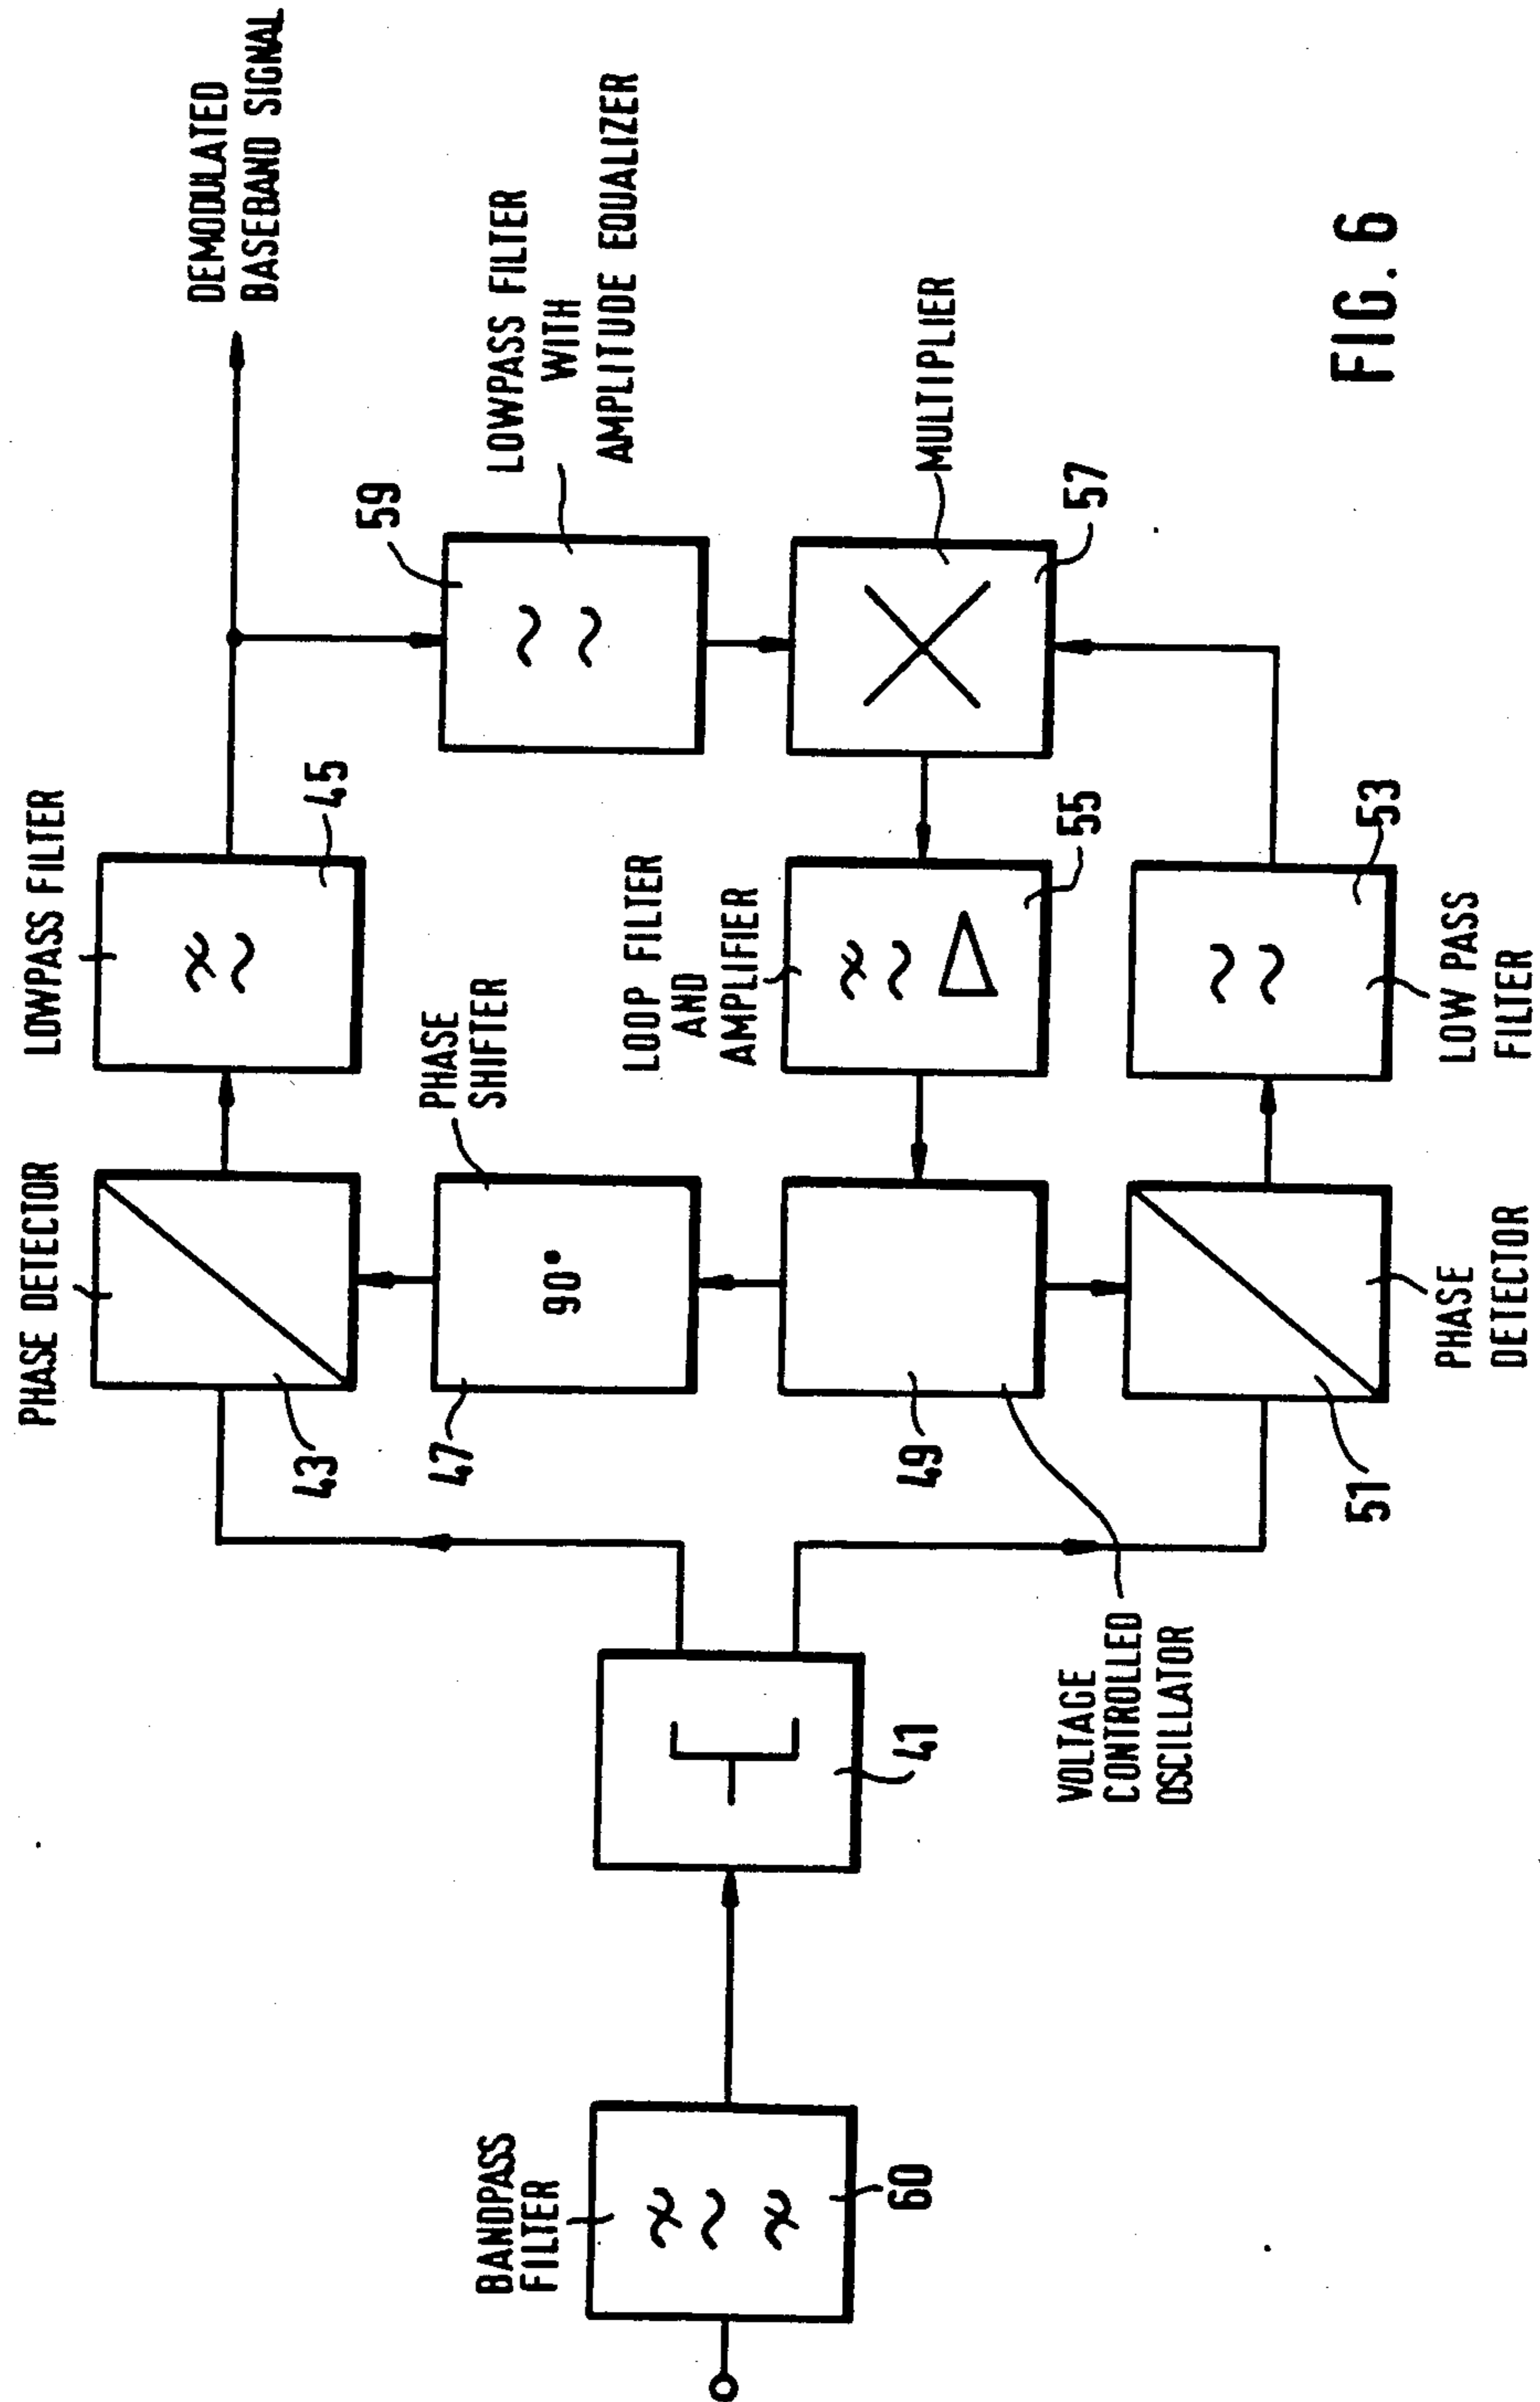 BANDPASS
FILTER
60
41
PHASE DETECTOR
43
LOWPASS FILTER
45
DEMODULATED
BASEBAND SIGNAL
PHASE
SHIFTER
90°
47
59
LOWPASS FILTER
WITH
AMPLITUDE EQUALIZER
LOOP FILTER
AND
AMPLIFIER
55
49
VOLTAGE
CONTROLLED
OSCILLATOR
MULTIPLIER
57
51
PHASE
DETECTOR
53
LOW PASS
FILTER
FIG. 6